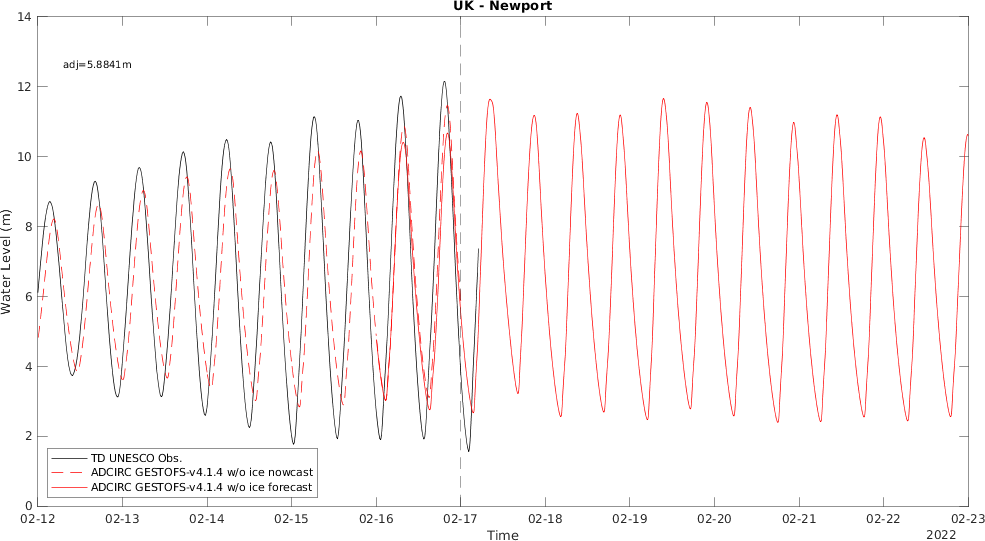 UK - Newport
14
12
10
8
6
4
2
0
Water Level (m)
adj=5.8841m
TD UNESCO Obs.
ADCIRC GESTOFS-v4.1.4 w/o ice nowcast
ADCIRC GESTOFS-v4.1.4 w/o ice forecast
02-12 02-13 02-14 02-15 02-16 02-17 02-18 02-19 02-20 02-21 02-22 02-23
Time
2022